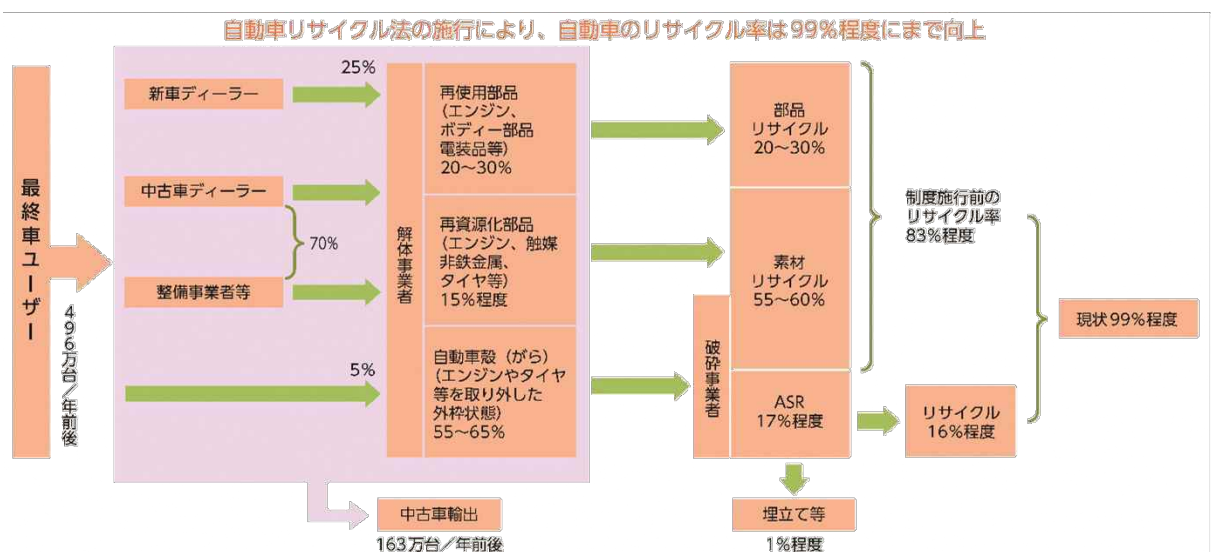 自動車リサイクル法の施行により、自動車のリサイクル率は99%程度にまで向上
最終車ユーザー
496万台/年前後
新車ディーラー
25%
中古車ディーラー
70%
整備事業者等
5%
解体事業者
再使用部品
(エンジン、
ボディー部品
電装品等)
20〜30%
再資源化部品
(エンジン、触媒
非鉄金属、
タイヤ等)
15%程度
自動車殻(がら)
(エンジンやタイヤ
等を取り外した
外枠状態)
55〜65%
中古車輸出
163万台/年前後
破砕事業者
部品
リサイクル
20〜30%
素材
リサイクル
55〜60%
ASR
17%程度
埋立て等
1%程度
リサイクル
16%程度
制度施行前の
リサイクル率
83%程度
現状99%程度